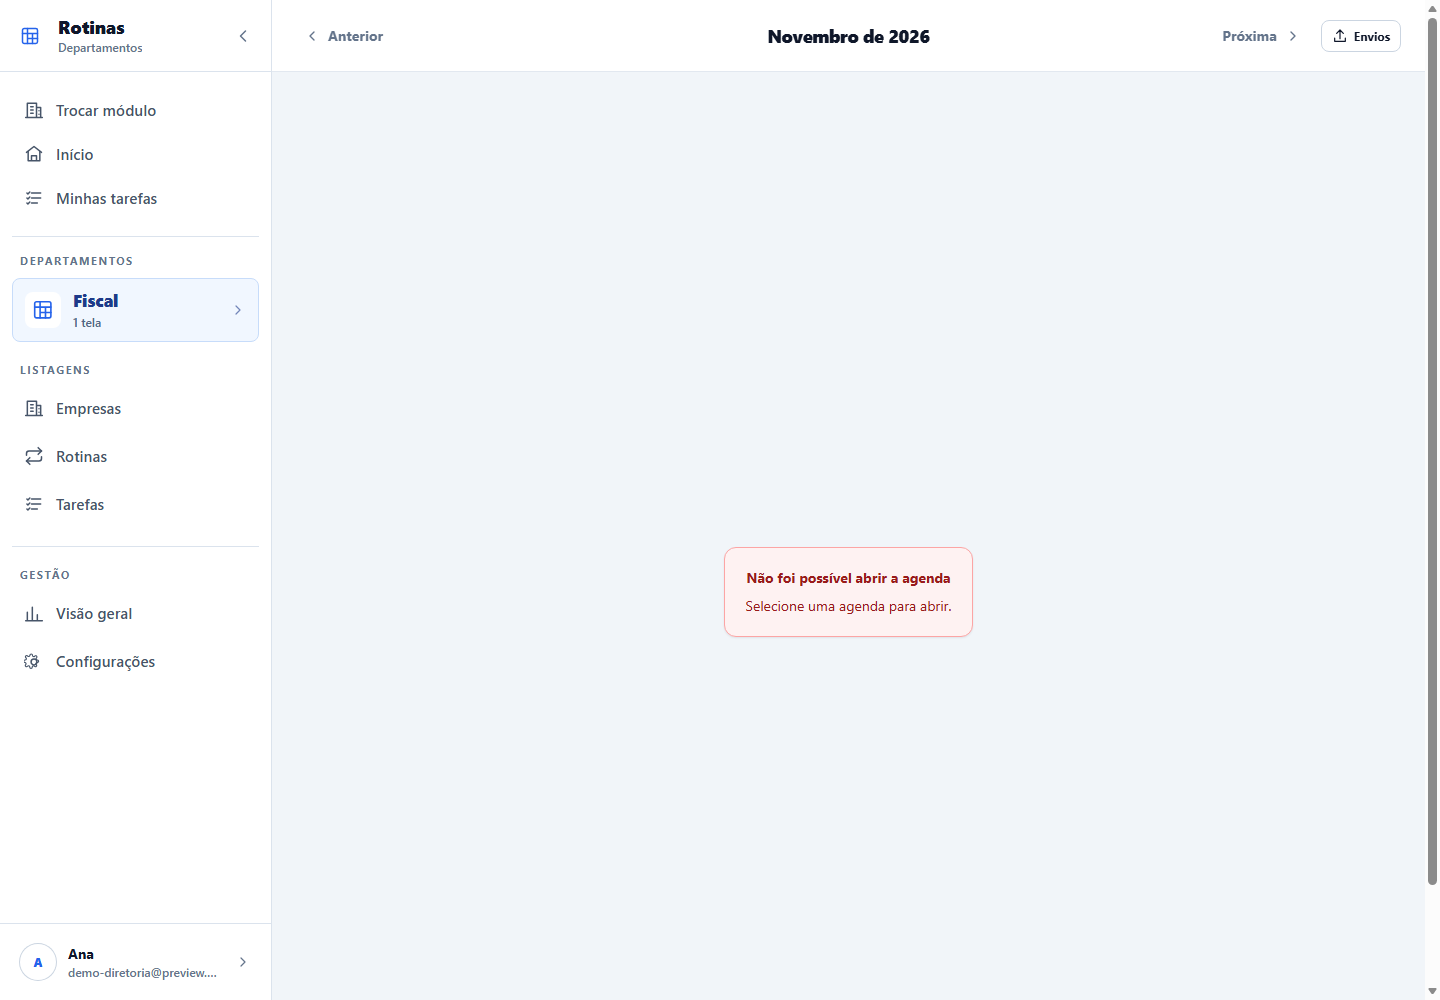 Rotinas
Departamentos
Trocar módulo
Início
Minhas tarefas
DEPARTAMENTOS
Fiscal
1 tela
LISTAGENS
Empresas
Rotinas
Tarefas
GESTÃO
Visão geral
Configurações
A
Ana
demo-diretoria@preview....
Anterior
Novembro de 2026
Próxima
Envios
Não foi possível abrir a agenda
Selecione uma agenda para abrir.